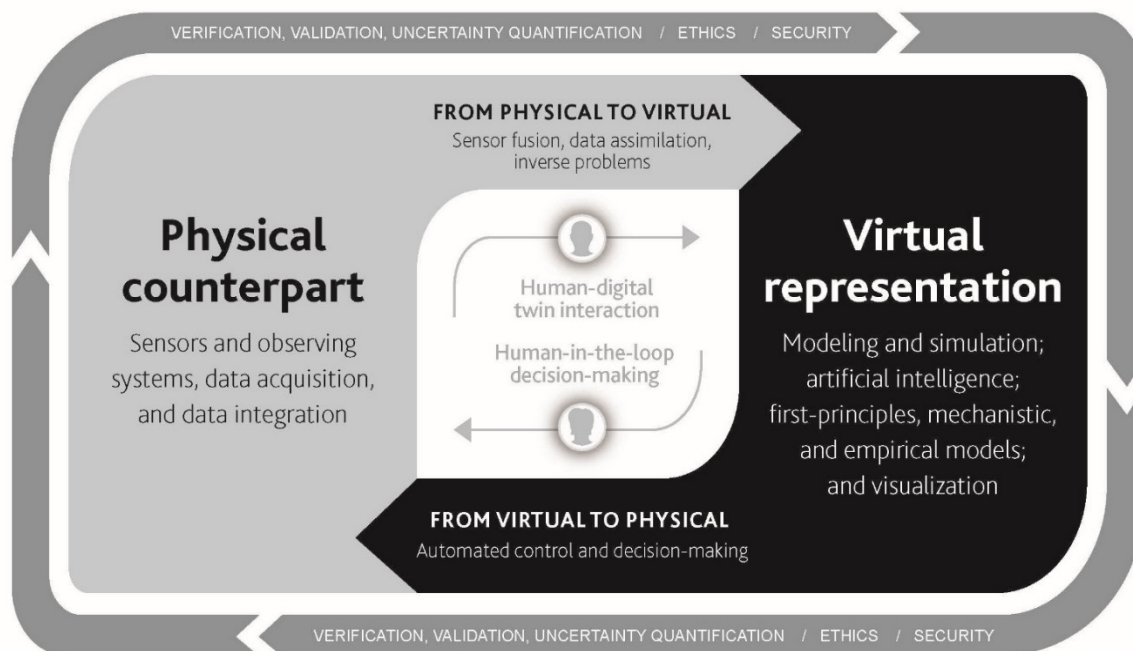 VERIFICATION, VALIDATION, UNCERTAINTY QUANTIFICATION / ETHICS / SECURITY
FROM PHYSICAL TO VIRTUAL
Sensor fusion, data assimilation,
inverse problems
Physical
counterpart
Sensors and observing
systems, data acquisition,
and data integration
Human-digital
twin interaction
Human-in-the-loop
decision-making
Virtual
representation
Modeling and simulation;
artificial intelligence;
first-principles, mechanistic,
and empirical models;
and visualization
FROM VIRTUAL TO PHYSICAL
Automated control and decision-making
VERIFICATION, VALIDATION, UNCERTAINTY QUANTIFICATION / ETHICS / SECURITY